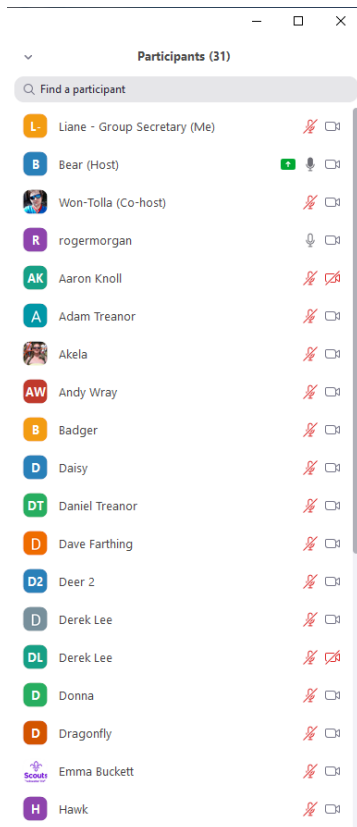 Participants (31)
Find a participant
L- Liane - Group Secretary (Me)
B Bear (Host)
Won-Tolla (Co-host)
R rogermorgan
AK Aaron Knoll
A Adam Treanor
Akela
AW Andy Wray
B Badger
D Daisy
DT Daniel Treanor
D Dave Farthing
D2 Deer 2
D Derek Lee
DL Derek Lee
D Donna
D Dragonfly
Scouts Emma Buckett
H Hawk